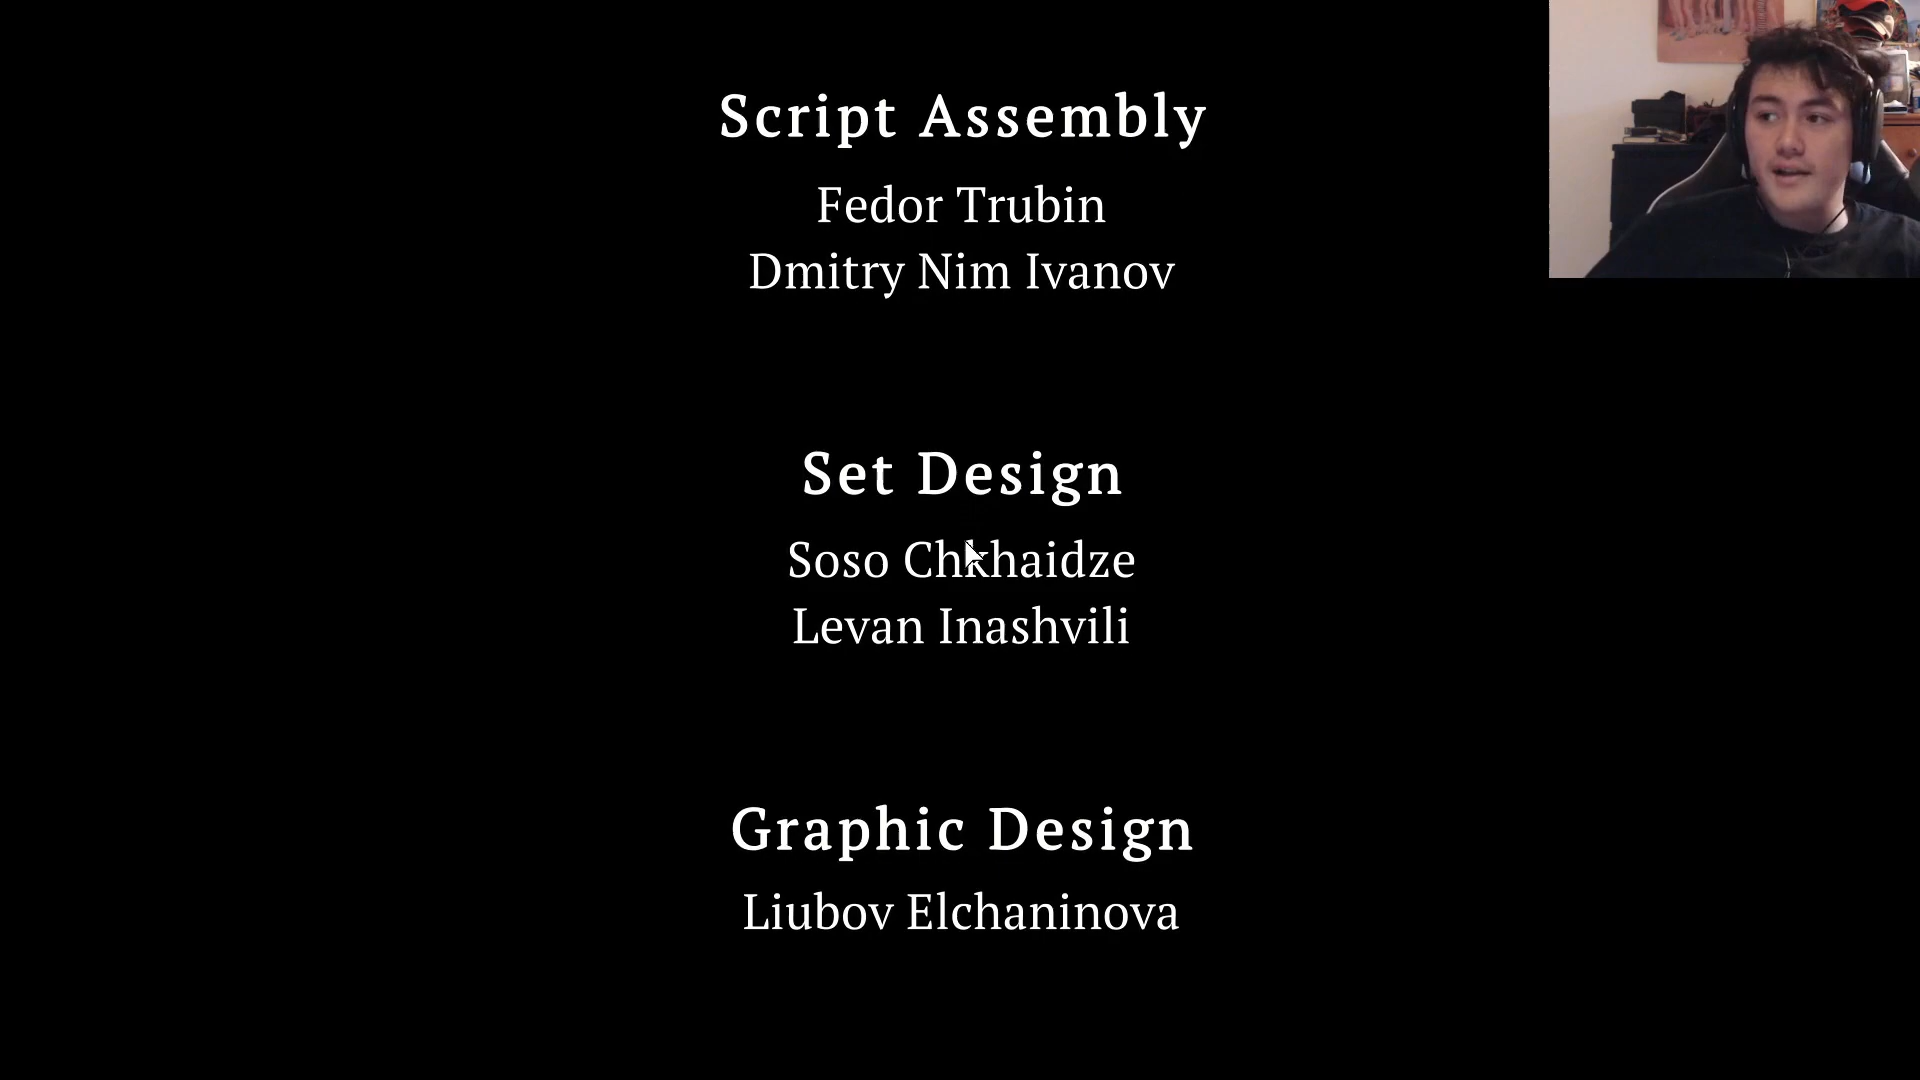 Script Assembly
Fedor Trubin
Dmitry Nim Ivanov
Set Design
Soso Chkhaidze
Levan Inashvili
Graphic Design
Liubov Elchaninova